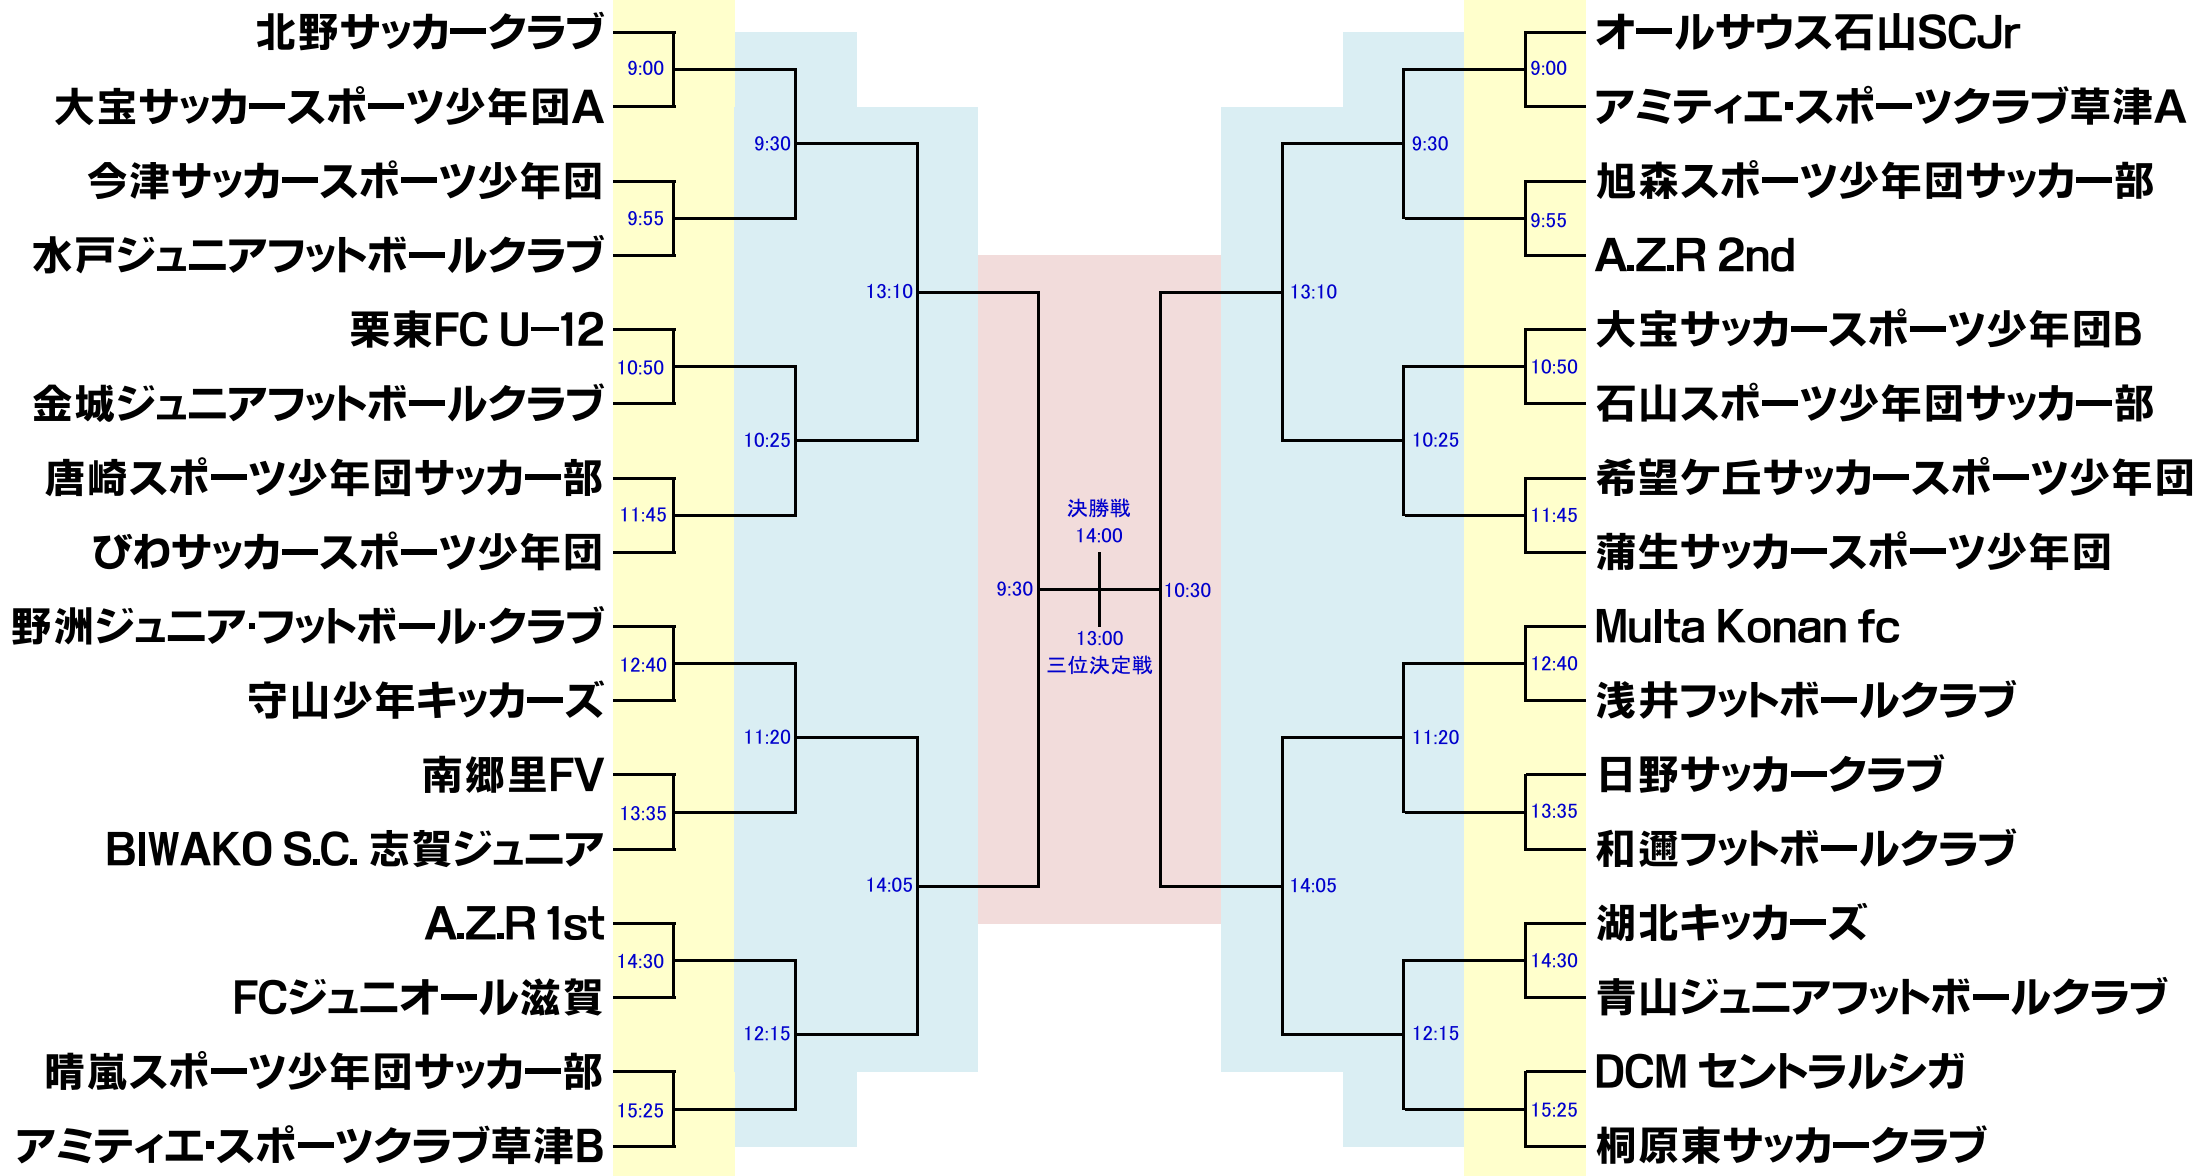 北野サッカークラブ
9:00
大宝サッカースポーツ少年団A
9:30
今津サッカースポーツ少年団
9:55
水戸ジュニアフットボールクラブ
13:10
栗東FC U-12
10:50
金城ジュニアフットボールクラブ
10:25
唐崎スポーツ少年団サッカー部
11:45
びわサッカースポーツ少年団
9:30
野洲ジュニア・フットボール・クラブ
12:40
守山少年キッカーズ
11:20
南郷里FV
13:35
BIWAKO S.C. 志賀ジュニア
14:05
A.Z.R 1st
14:30
FCジュニオール滋賀
12:15
晴嵐スポーツ少年団サッカー部
15:25
アミティエ・スポーツクラブ草津B
決勝戦
14:00
13:00
三位決定戦
オールサウス石山SCJr
9:00
アミティエ・スポーツクラブ草津A
9:30
旭森スポーツ少年団サッカー部
9:55
A.Z.R 2nd
13:10
大宝サッカースポーツ少年団B
10:50
石山スポーツ少年団サッカー部
10:25
希望ケ丘サッカースポーツ少年団
11:45
蒲生サッカースポーツ少年団
10:30
Multa Konan fc
12:40
浅井フットボールクラブ
11:20
日野サッカークラブ
13:35
和邇フットボールクラブ
14:05
湖北キッカーズ
14:30
青山ジュニアフットボールクラブ
12:15
DCM セントラルシガ
15:25
桐原東サッカークラブ